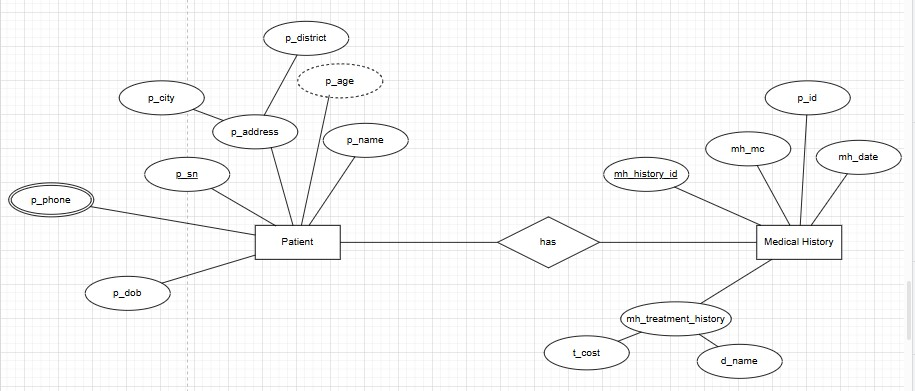 p_district
p_age
p_city
p_id
p_address
p_name
mh_mc
mh_date
p_sn
mh_history_id
p_phone
Patient
has
Medical History
p_dob
mh_treatment_history
t_cost
d_name